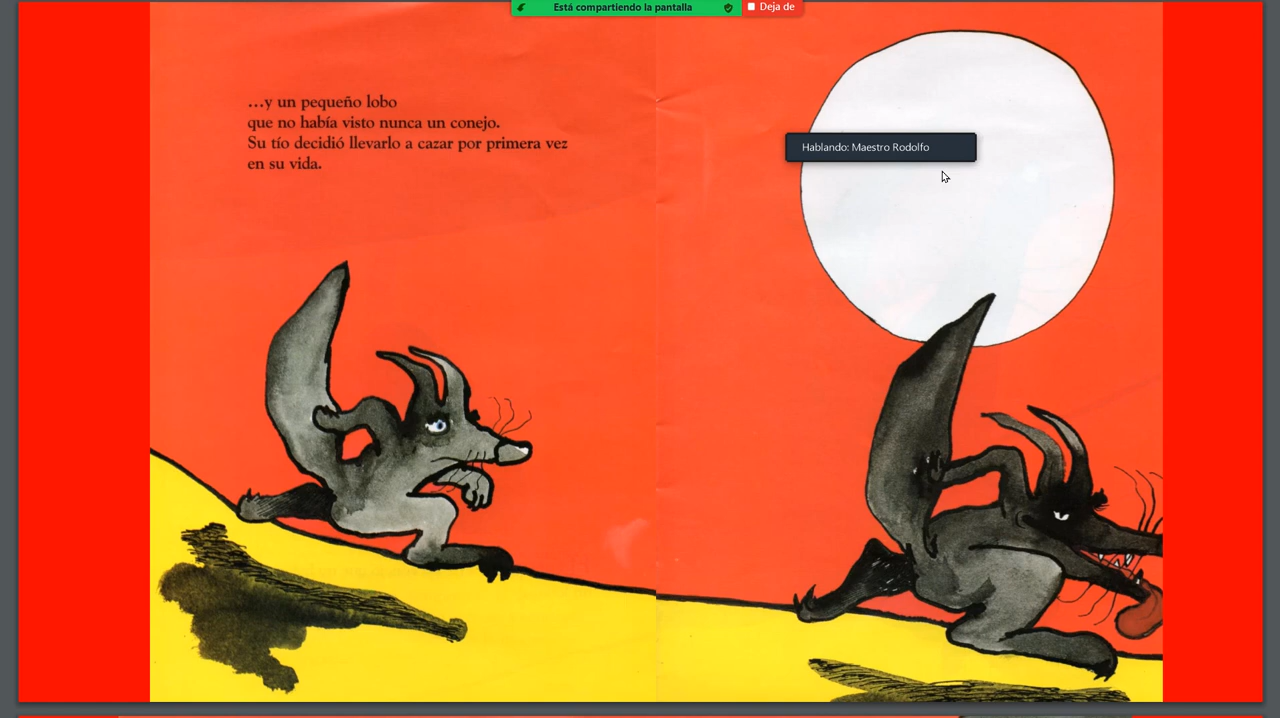 Está compartiendo la pantalla
Deja de
...y un pequeño lobo
que no había visto nunca un conejo.
Su tío decidió llevarlo a cazar por primera vez
en su vida.
Hablando: Maestro Rodolfo